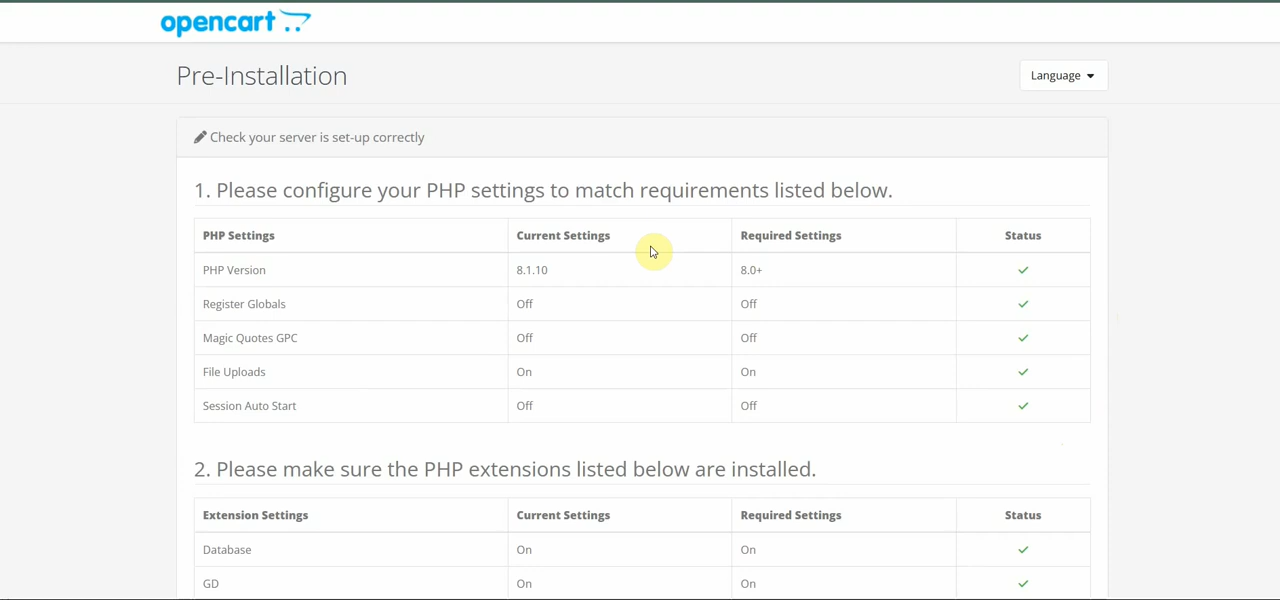 opencart
Pre-Installation
Language
Check your server is set-up correctly
1. Please configure your PHP settings to match requirements listed below.
PHP Settings Current Settings Required Settings Status
PHP Version 8.1.10 8.0+
Register Globals Off Off
Magic Quotes GPC Off Off
File Uploads On On
Session Auto Start Off Off
2. Please make sure the PHP extensions listed below are installed.
Extension Settings Current Settings Required Settings Status
Database On On
GD On On